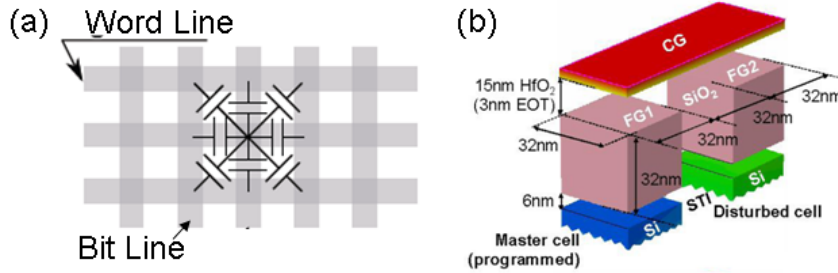 (a)
Word Line
Bit Line
(b)
CG
15nm HfO₂
(3nm EOT)
FG1
SiO₂
FG2
32nm
32nm
32nm
32nm
32nm
6nm
Si
STI
Si
Master cell
(programmed)
Disturbed cell